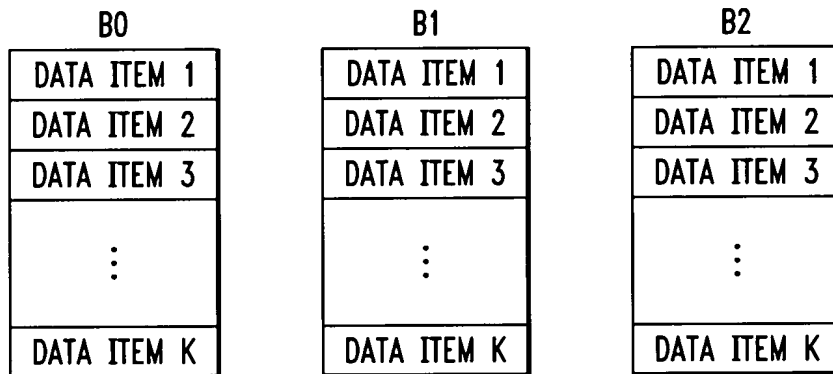 B0
DATA ITEM 1
DATA ITEM 2
DATA ITEM 3
⋮
DATA ITEM K
B1
DATA ITEM 1
DATA ITEM 2
DATA ITEM 3
⋮
DATA ITEM K
B2
DATA ITEM 1
DATA ITEM 2
DATA ITEM 3
⋮
DATA ITEM K